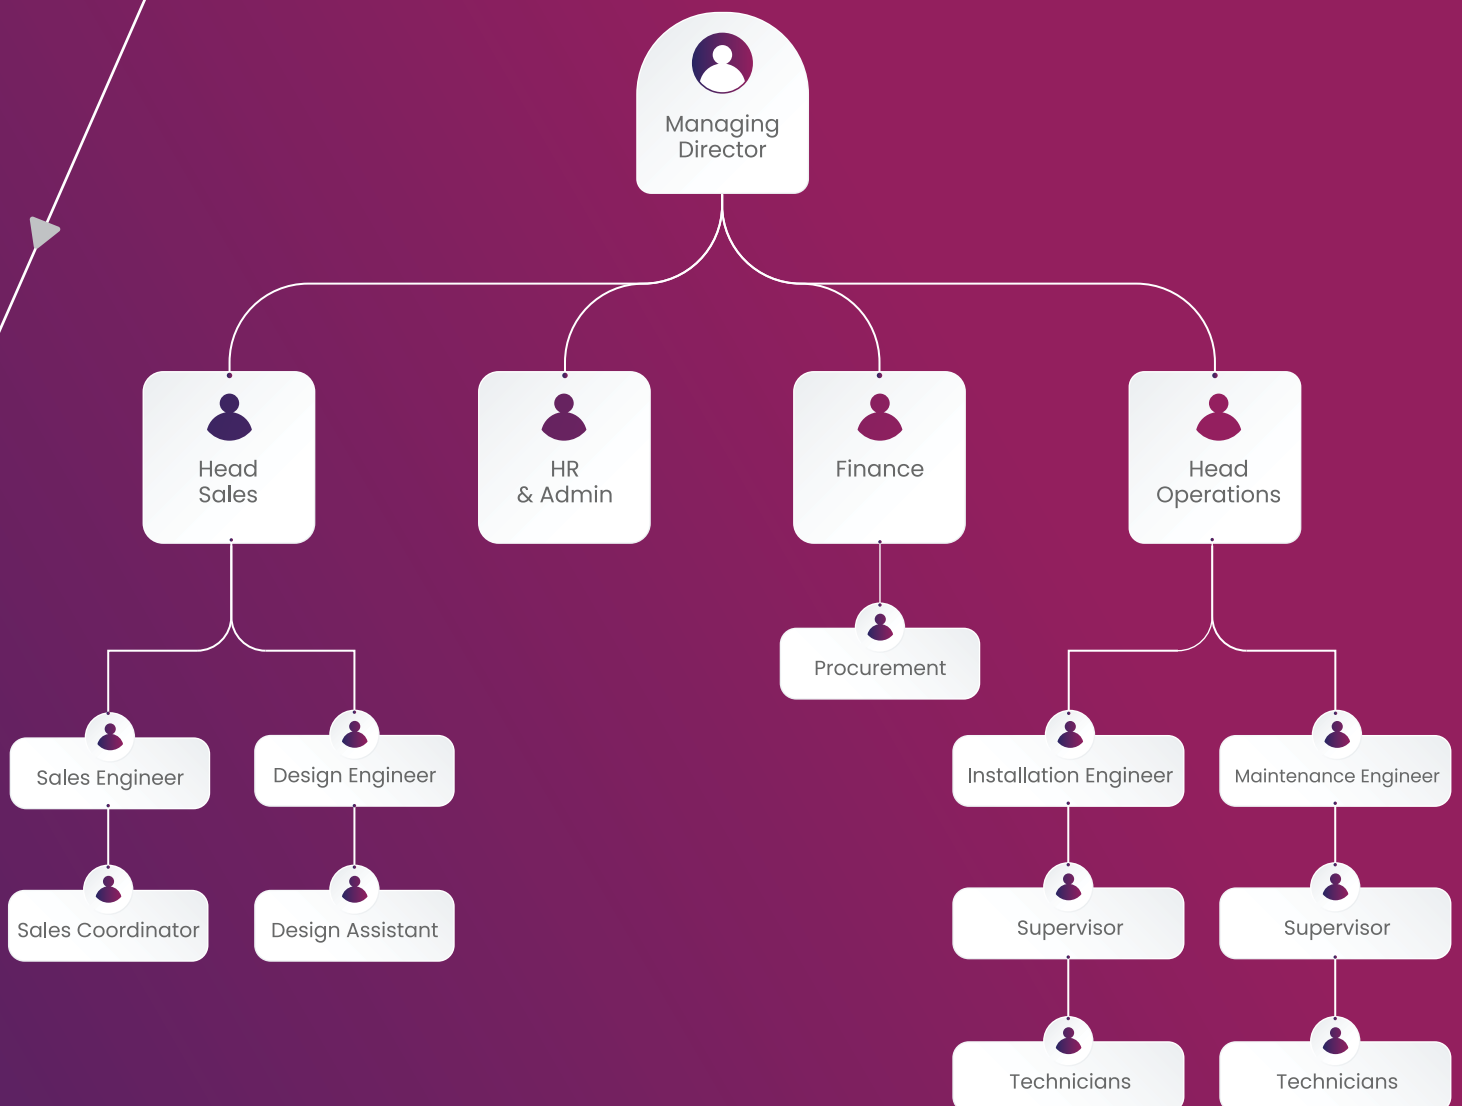 Managing
Director
Head
Sales
HR
& Admin
Finance
Head
Operations
Procurement
Sales Engineer
Design Engineer
Installation Engineer
Maintenance Engineer
Sales Coordinator
Design Assistant
Supervisor
Supervisor
Technicians
Technicians